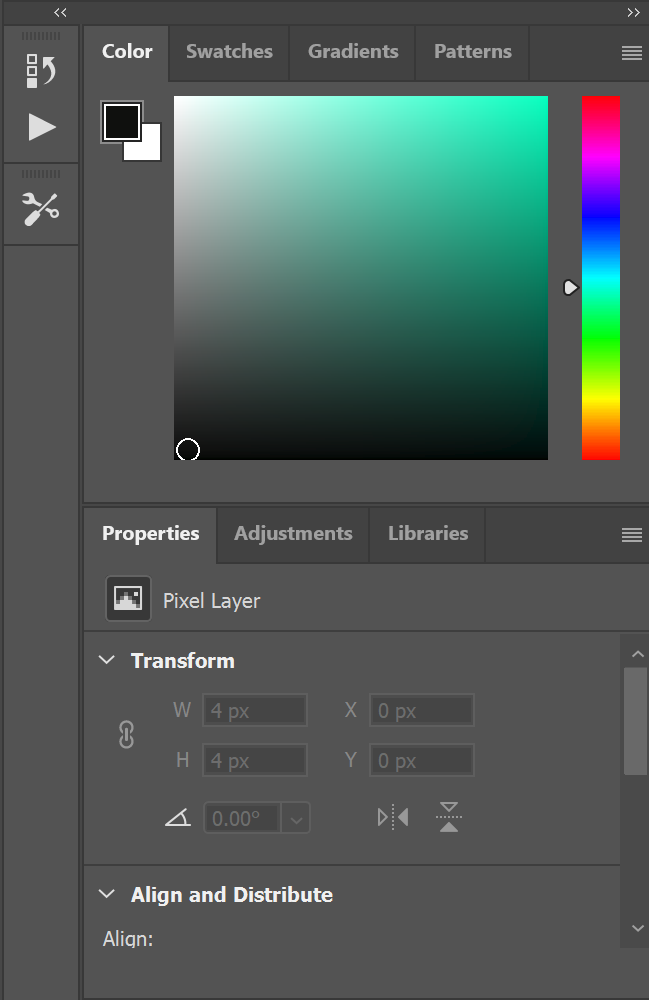 Color Swatches Gradients Patterns
Properties Adjustments Libraries
Pixel Layer
Transform
W 4 px X 0 px
H 4 px Y 0 px
0.00°
Align and Distribute
Align: